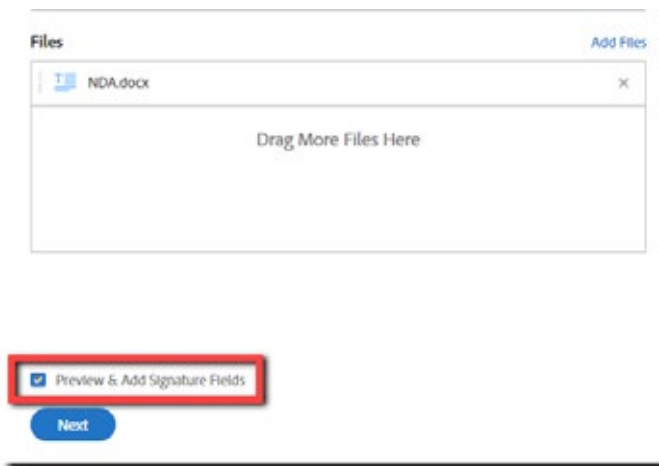 Files
Add Files
NDA.docx
Drag More Files Here
Preview & Add Signature Fields
Next